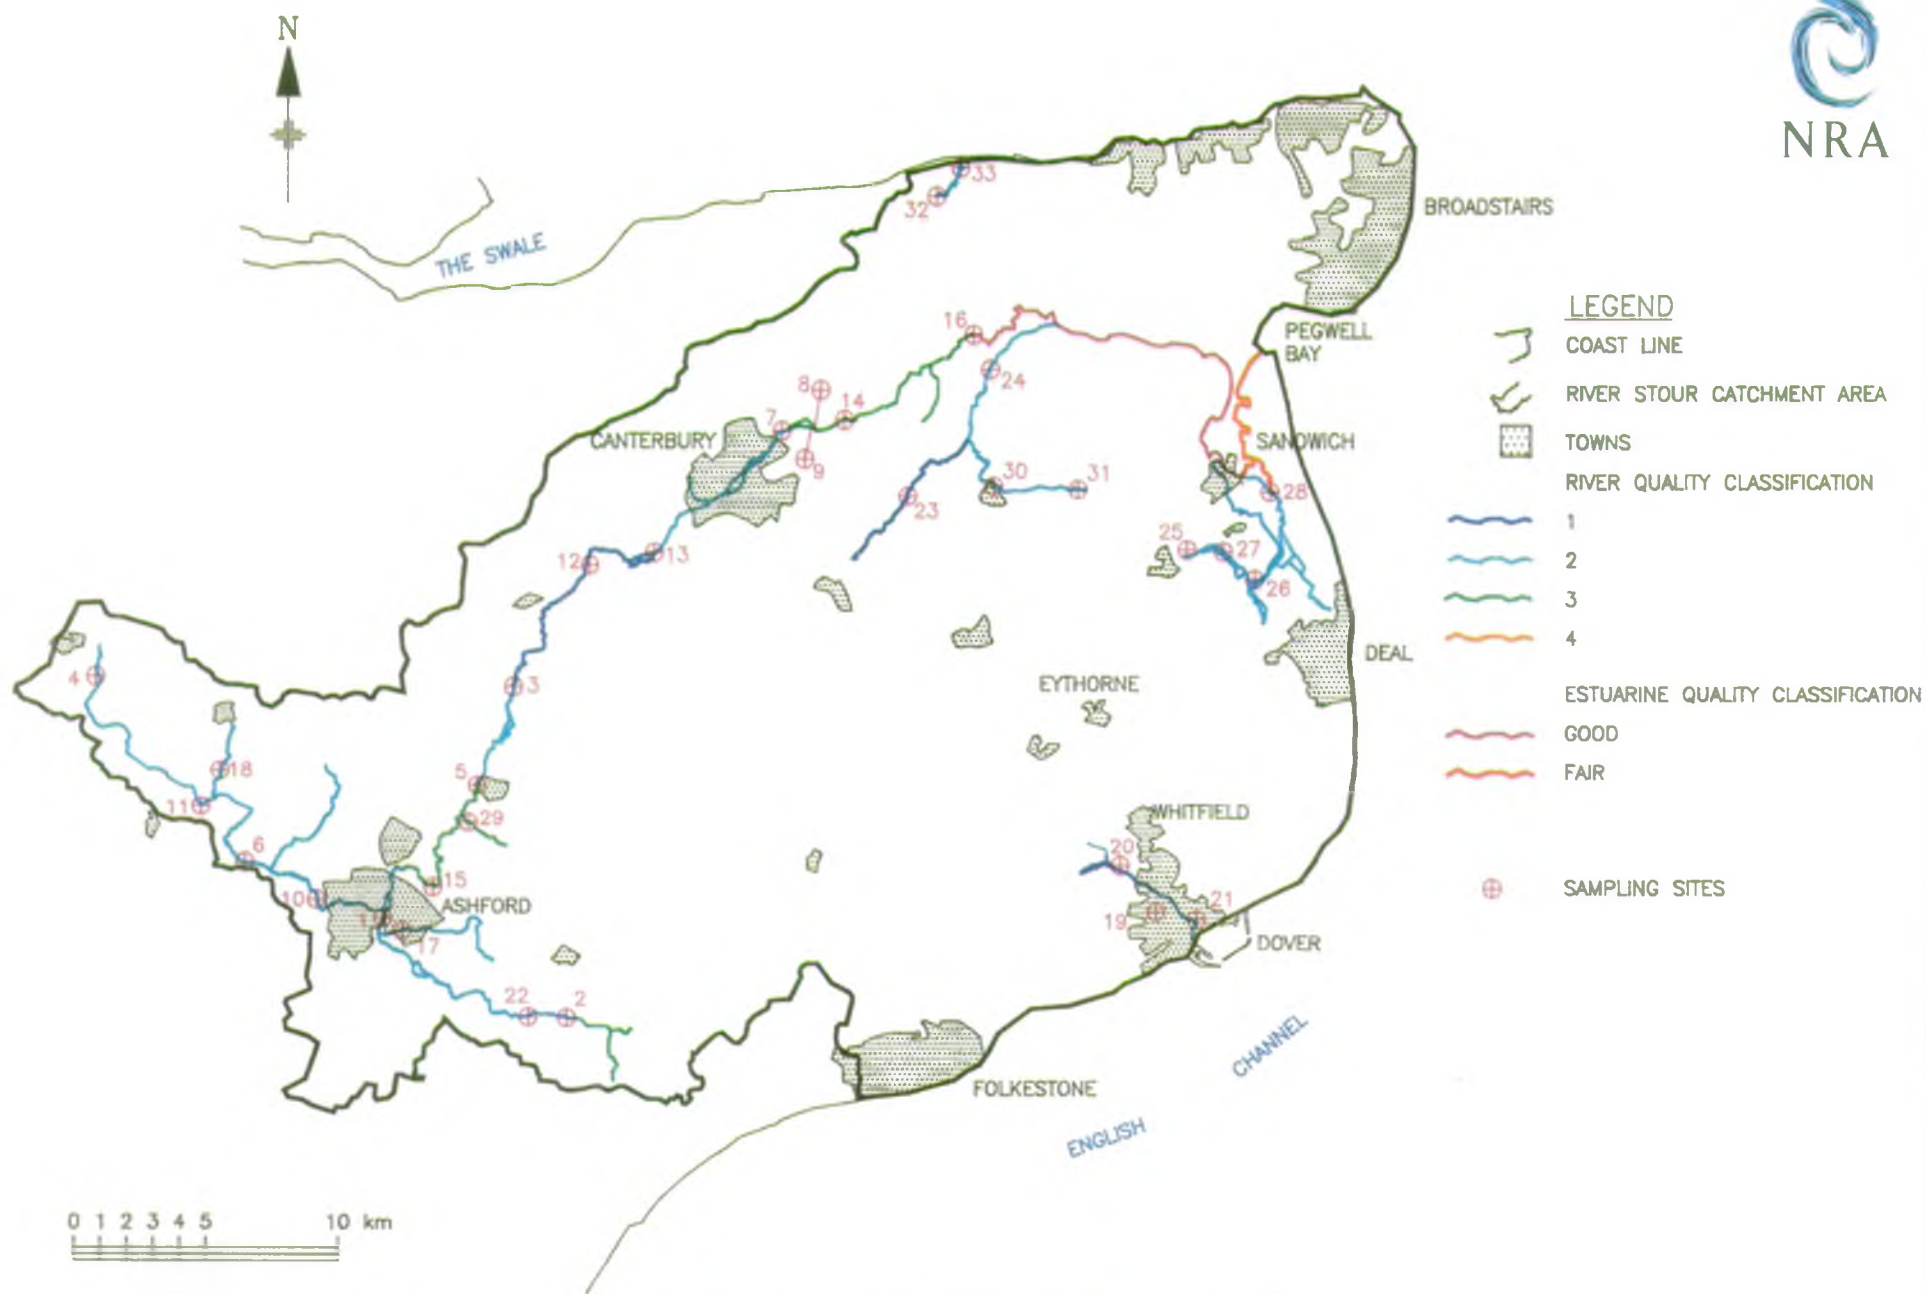 N
NRA
THE SWALE
33
32
BROADSTAIRS
LEGEND
COAST LINE
RIVER STOUR CATCHMENT AREA
TOWNS
RIVER QUALITY CLASSIFICATION
1
2
3
4
ESTUARINE QUALITY CLASSIFICATION
GOOD
FAIR
SAMPLING SITES
PEGWELL
BAY
16
24
8
14
7
CANTERBURY
9
SANDWICH
30
31
28
23
25
27
26
12
13
DEAL
3
4
EYTHORNE
18
5
11
29
WHITFIELD
6
20
15
10
ASHFORD
17
19
21
DOVER
22
2
FOLKESTONE
ENGLISH
CHANNEL
0 1 2 3 4 5 10 km